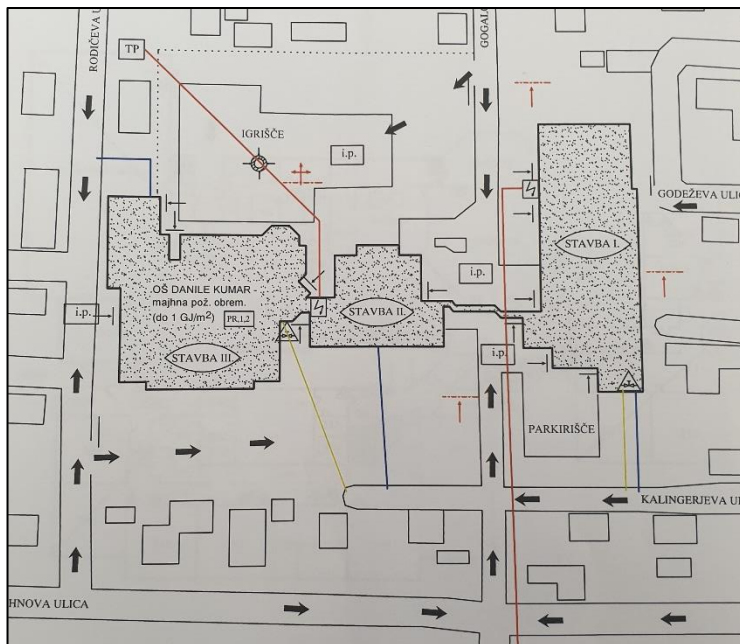 RODIČEVA UL
TP
GOGALO
IGRIŠČE
i.p.
GODEŽEVA ULIC
STAVBA I.
i.p.
OŠ DANILE KUMAR
majhna pož. obrem.
(do 1 GJ/m²)
PR,1,2
i.p.
STAVBA II.
STAVBA III.
i.p.
PARKIRIŠČE
KALINGERJEVA UL
HNOVA ULICA